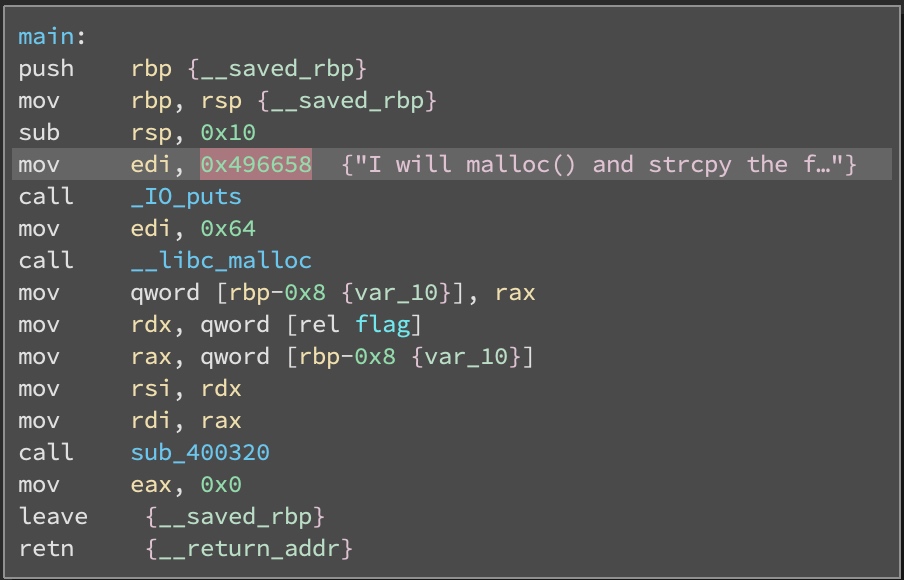 main:
push rbp {__saved_rbp}
mov rbp, rsp {__saved_rbp}
sub rsp, 0x10
mov edi, 0x496658 {"I will malloc() and strcpy the f…"}
call _IO_puts
mov edi, 0x64
call __libc_malloc
mov qword [rbp-0x8 {var_10}], rax
mov rdx, qword [rel flag]
mov rax, qword [rbp-0x8 {var_10}]
mov rsi, rdx
mov rdi, rax
call sub_400320
mov eax, 0x0
leave {__saved_rbp}
retn {__return_addr}